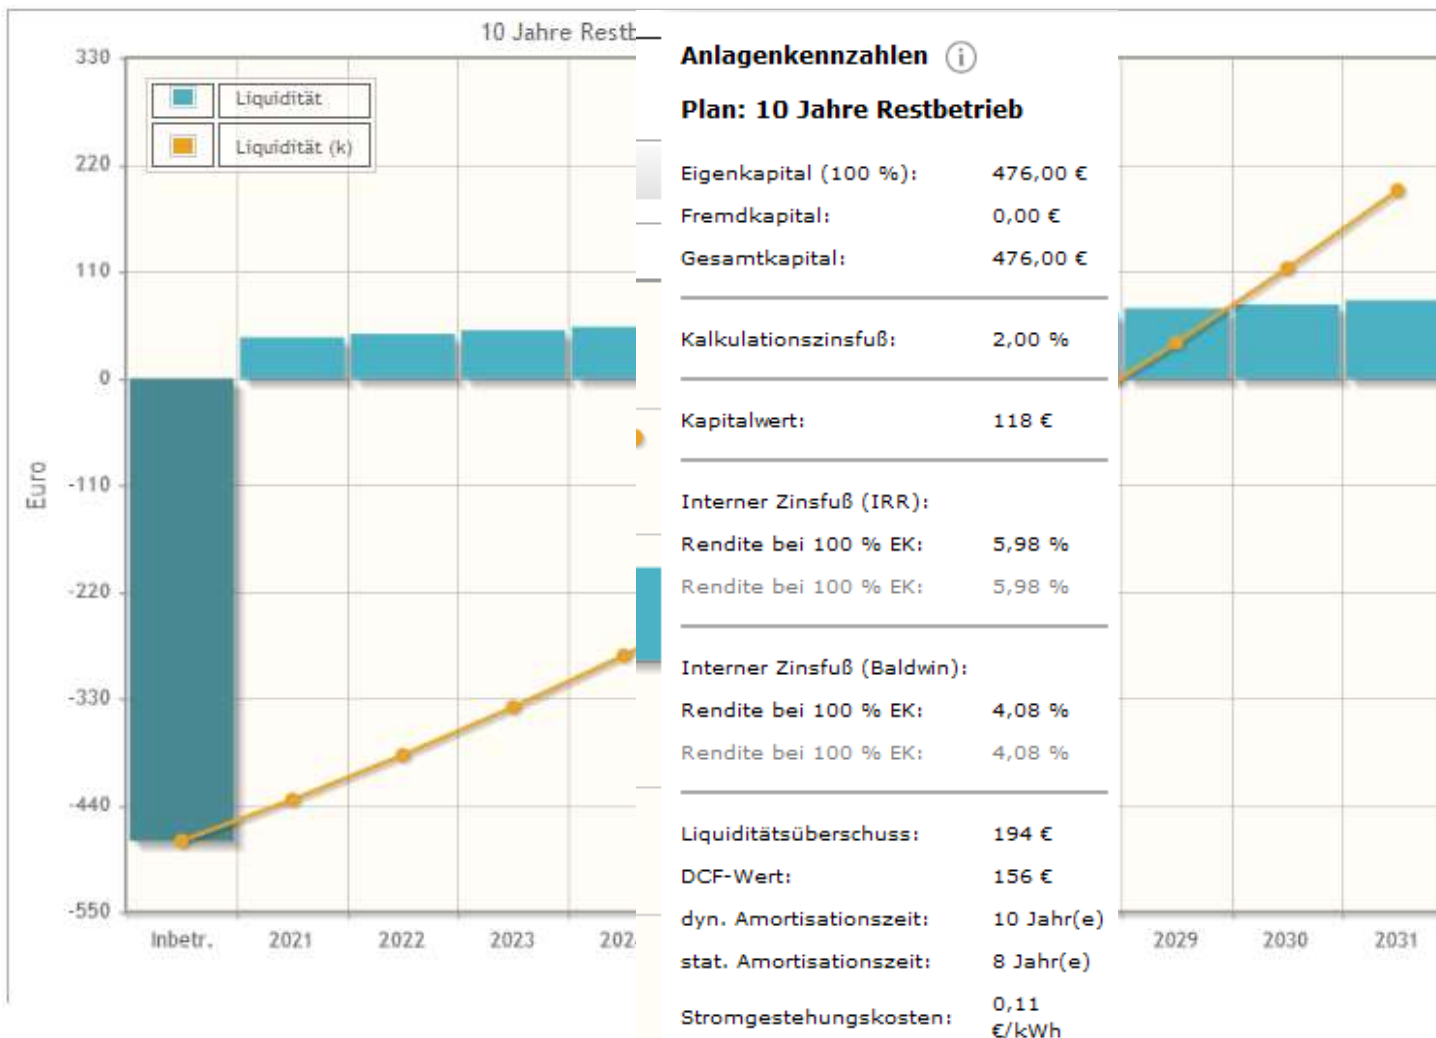 10 Jahre Restb
330
220
110
0
-110
-220
-330
-440
-550
Euro
Liquidität
Liquidität (k)
Inbetr. 2021 2022 2023 202
Anlagenkennzahlen i
Plan: 10 Jahre Restbetrieb
Eigenkapital (100 %): 476,00 €
Fremdkapital: 0,00 €
Gesamtkapital: 476,00 €
Kalkulationszinsfuß: 2,00 %
Kapitalwert: 118 €
Interner Zinsfuß (IRR):
Rendite bei 100 % EK: 5,98 %
Rendite bei 100 % EK: 5,98 %
Interner Zinsfuß (Baldwin):
Rendite bei 100 % EK: 4,08 %
Rendite bei 100 % EK: 4,08 %
Liquiditätsüberschuss: 194 €
DCF-Wert: 156 €
dyn. Amortisationszeit: 10 Jahr(e)
stat. Amortisationszeit: 8 Jahr(e)
Stromgestehungskosten: 0,11
€/kWh
2029 2030 2031